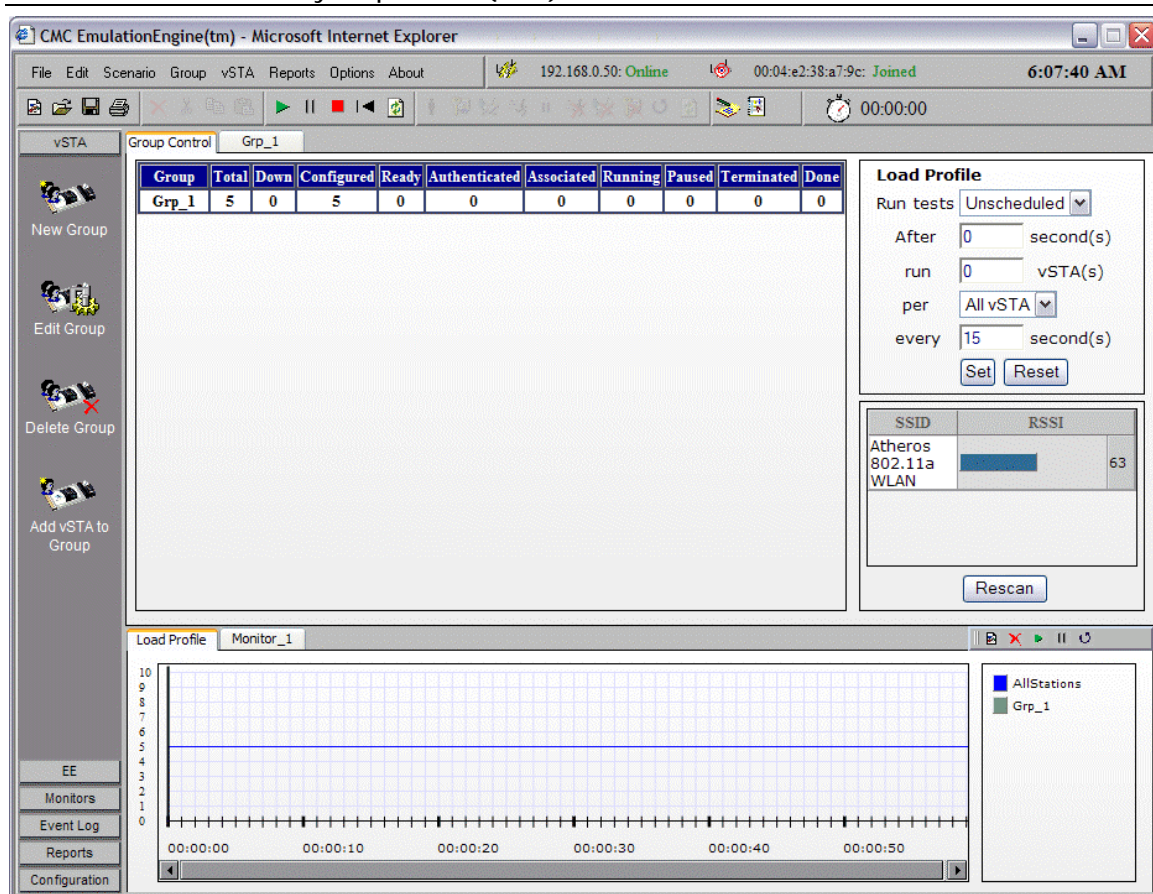 CMC EmulationEngine(tm) - Microsoft Internet Explorer
File Edit Scenario Group vSTA Reports Options About
192.168.0.50: Online
00:04:e2:38:a7:9c: Joined
6:07:40 AM
00:00:00
vSTA
Group Control
Grp_1
New Group
Edit Group
Delete Group
Add vSTA to
Group
EE
Monitors
Event Log
Reports
Configuration
Group Total Down Configured Ready Authenticated Associated Running Paused Terminated Done
Grp_1 5 0 5 0 0 0 0 0 0 0
Load Profile
Run tests Unscheduled
After 0 second(s)
run 0 vSTA(s)
per All vSTA
every 15 second(s)
Set Reset
SSID RSSI
Atheros
802.11a
WLAN
63
Rescan
Load Profile
Monitor_1
10
9
8
7
6
5
4
3
2
1
0
00:00:00 00:00:10 00:00:20 00:00:30 00:00:40 00:00:50
AllStations
Grp_1